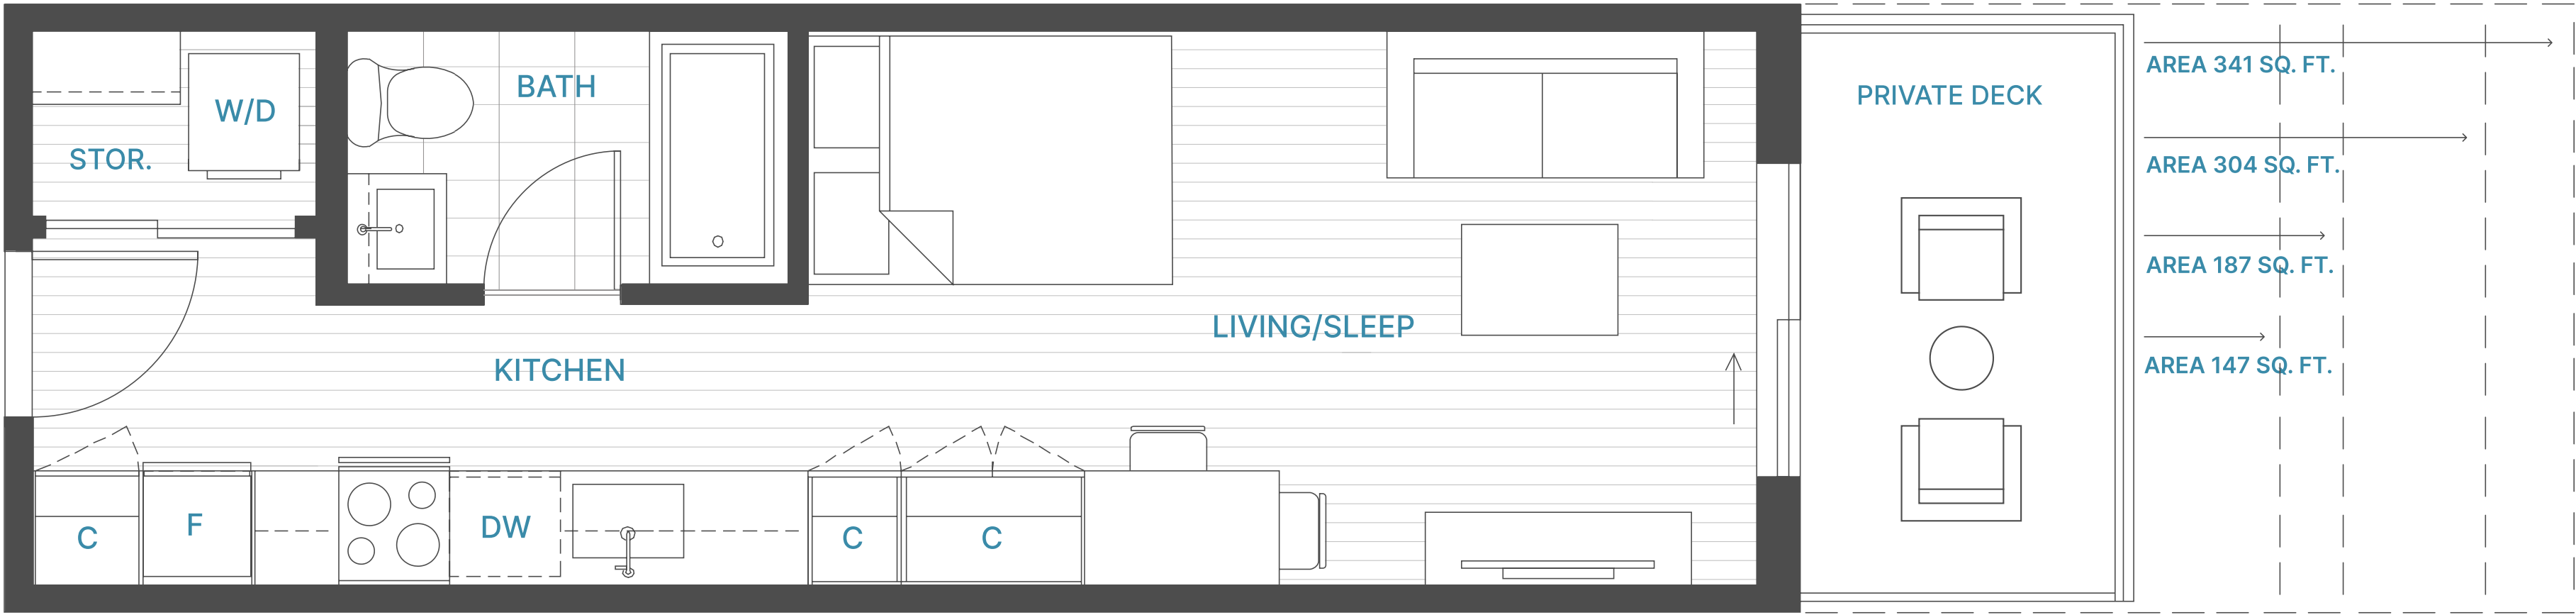 W/D
STOR.
BATH
KITCHEN
LIVING/SLEEP
C
F
DW
C
C
PRIVATE DECK
AREA 341 SQ. FT.
AREA 304 SQ. FT.
AREA 187 SQ. FT.
AREA 147 SQ. FT.